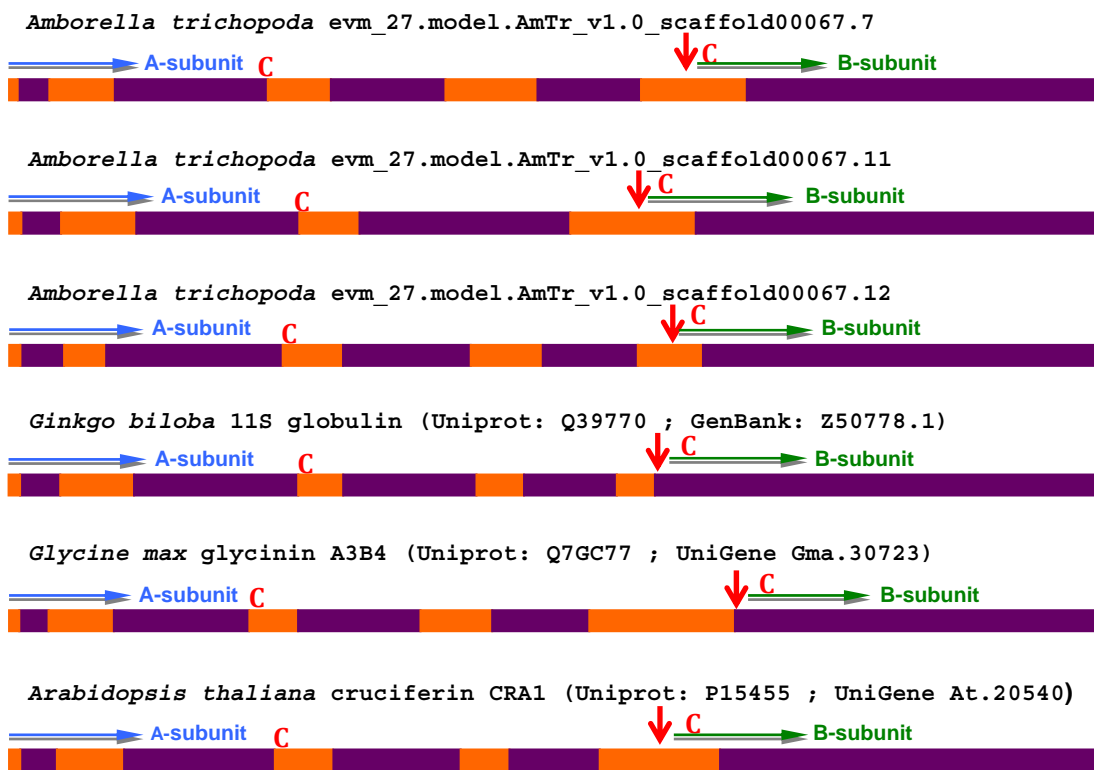 Amborella trichopoda evm_27.model.AmTr_v1.0_scaffold00067.7
A-subunit C C B-subunit
Amborella trichopoda evm_27.model.AmTr_v1.0_scaffold00067.11
A-subunit C C B-subunit
Amborella trichopoda evm_27.model.AmTr_v1.0_scaffold00067.12
A-subunit C C B-subunit
Ginkgo biloba 11S globulin (Uniprot: Q39770 ; GenBank: Z50778.1)
A-subunit C C B-subunit
Glycine max glycinin A3B4 (Uniprot: Q7GC77 ; UniGene Gma.30723)
A-subunit C C B-subunit
Arabidopsis thaliana cruciferin CRA1 (Uniprot: P15455 ; UniGene At.20540)
A-subunit C C B-subunit